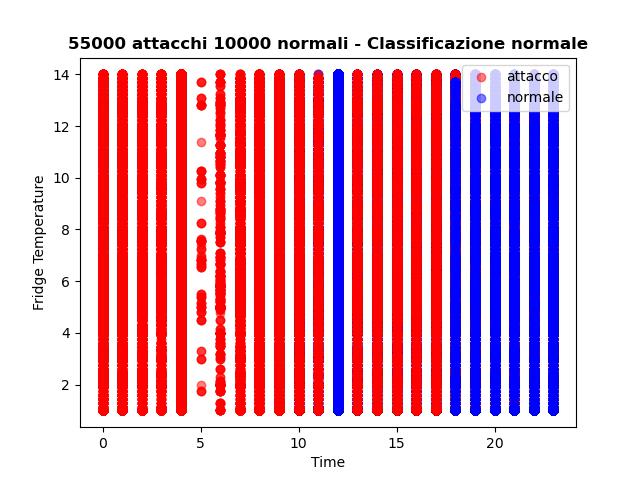 55000 attacchi 10000 normali - Classificazione normale
attacco
normale
14
12
10
8
6
4
2
Fridge Temperature
0 5 10 15 20
Time